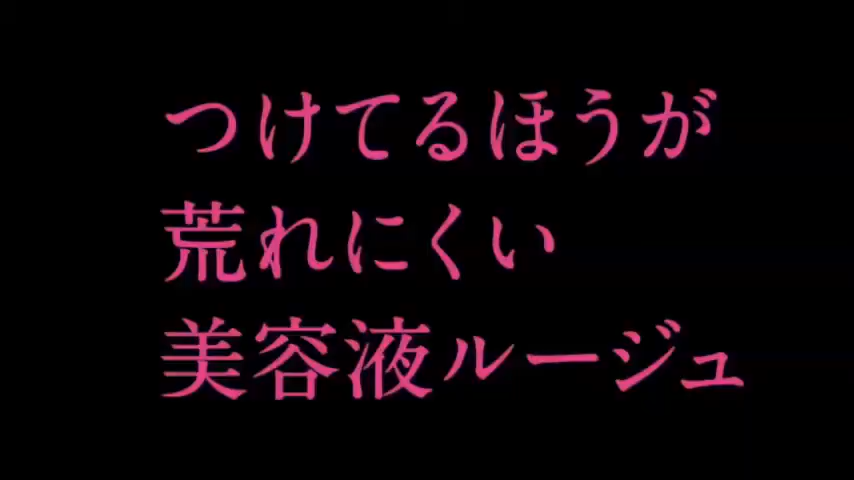 つけてるほうが
荒れにくい
美容液ルージュ